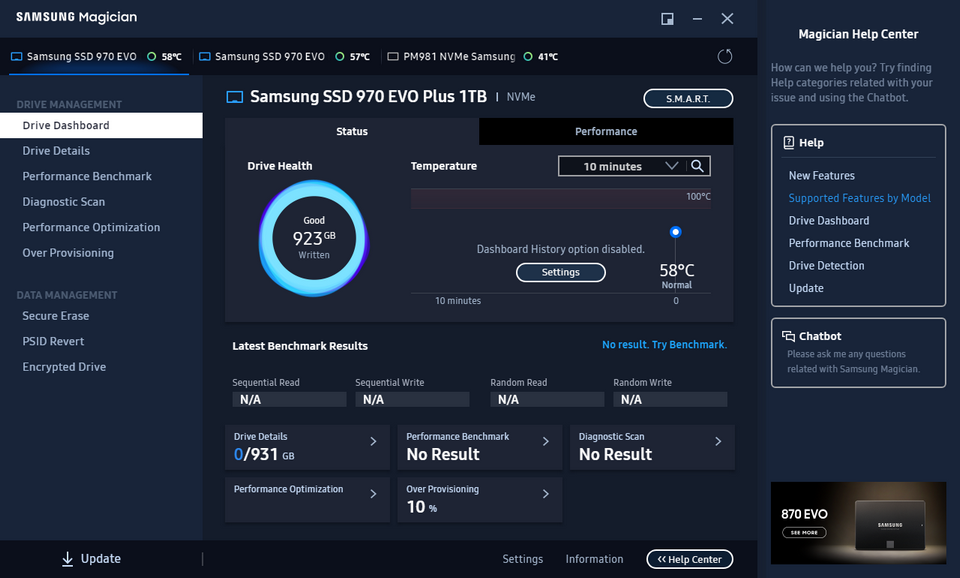 SAMSUNG Magician
Samsung SSD 970 EVO 58℃
Samsung SSD 970 EVO 57℃
PM981 NVMe Samsung 41℃
DRIVE MANAGEMENT
Drive Dashboard
Drive Details
Performance Benchmark
Diagnostic Scan
Performance Optimization
Over Provisioning
DATA MANAGEMENT
Secure Erase
PSID Revert
Encrypted Drive
Samsung SSD 970 EVO Plus 1TB | NVMe
S.M.A.R.T.
Status
Performance
Drive Health
Good
923 GB
Written
Temperature
10 minutes
100℃
Dashboard History option disabled.
Settings
58℃
Normal
10 minutes
0
Latest Benchmark Results
No result. Try Benchmark.
Sequential Read
N/A
Sequential Write
N/A
Random Read
N/A
Random Write
N/A
Drive Details
0/931 GB
Performance Benchmark
No Result
Diagnostic Scan
No Result
Performance Optimization
Over Provisioning
10 %
Update
Settings
Information
Help Center
Magician Help Center
How can we help you? Try finding
Help categories related with your
issue and using the Chatbot.
Help
New Features
Supported Features by Model
Drive Dashboard
Performance Benchmark
Drive Detection
Update
Chatbot
Please ask me any questions
related with Samsung Magician.
870 EVO
SEE MORE
SAMSUNG